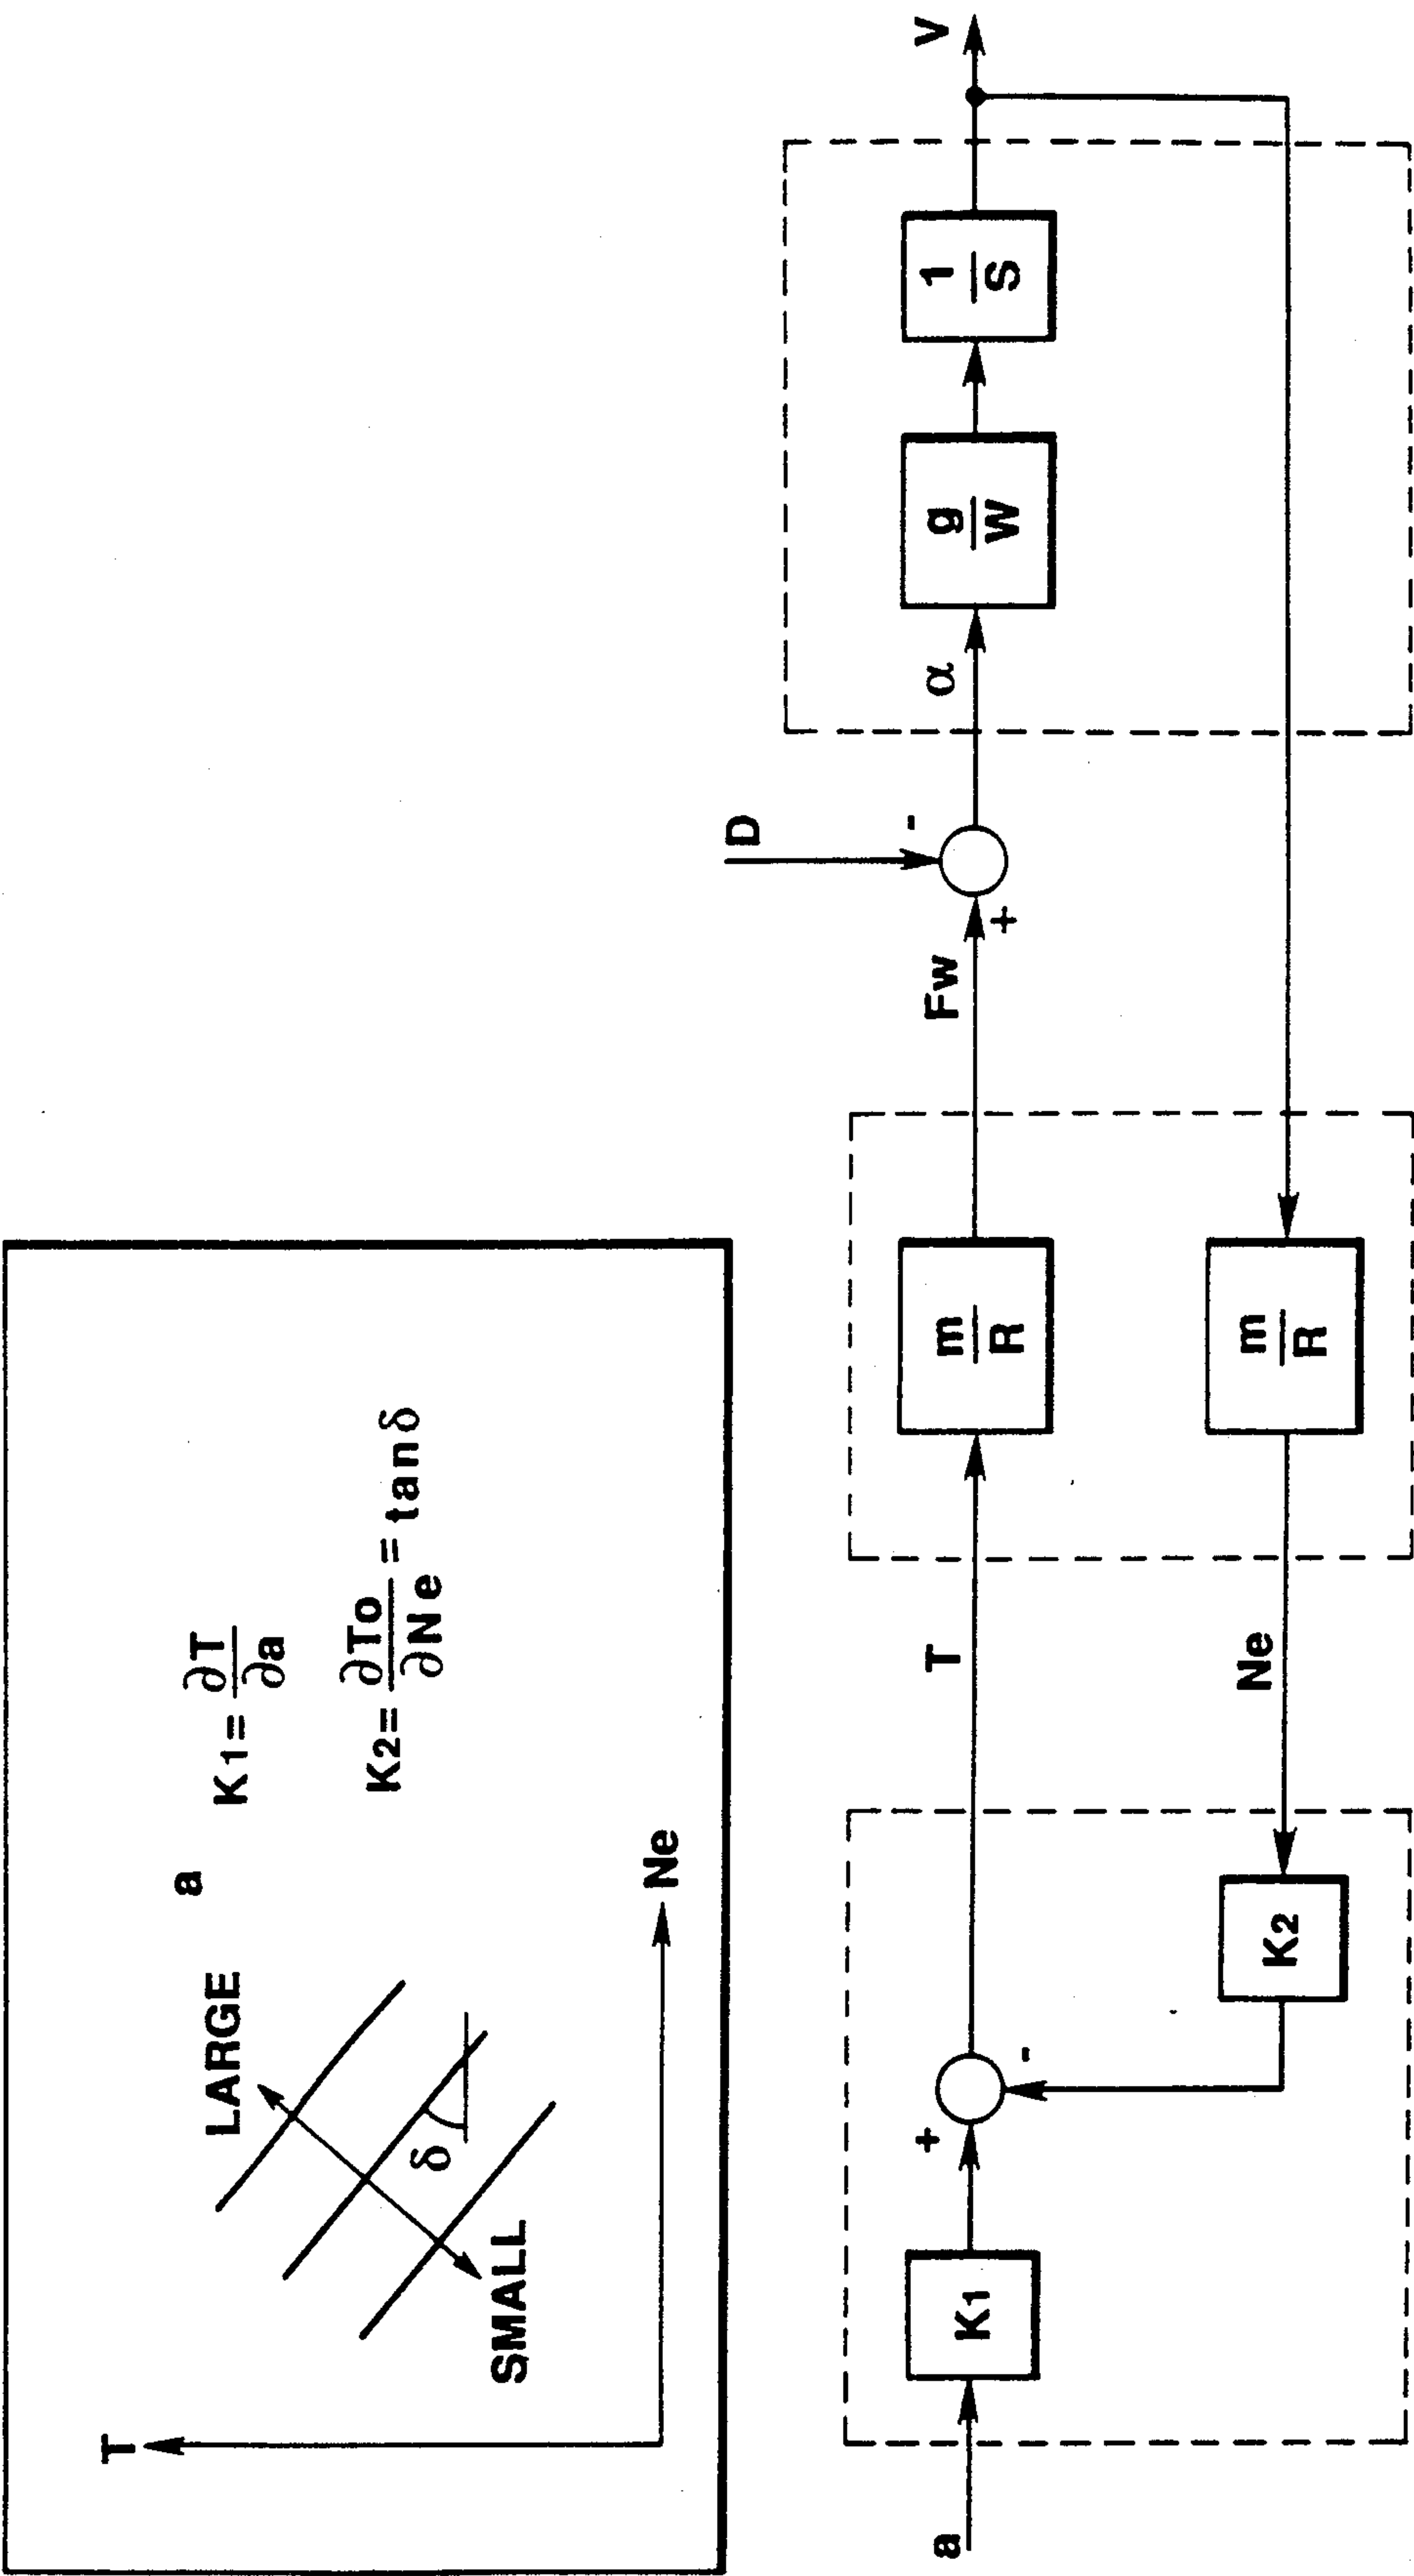 T
LARGE
a
K1=∂T/∂a
δ
K2=∂To/∂Ne=tanδ
SMALL
Ne
D
a
K1
+
-
T
m/R
Fw
+
-
α
g/W
1/S
V
K2
Ne
m/R